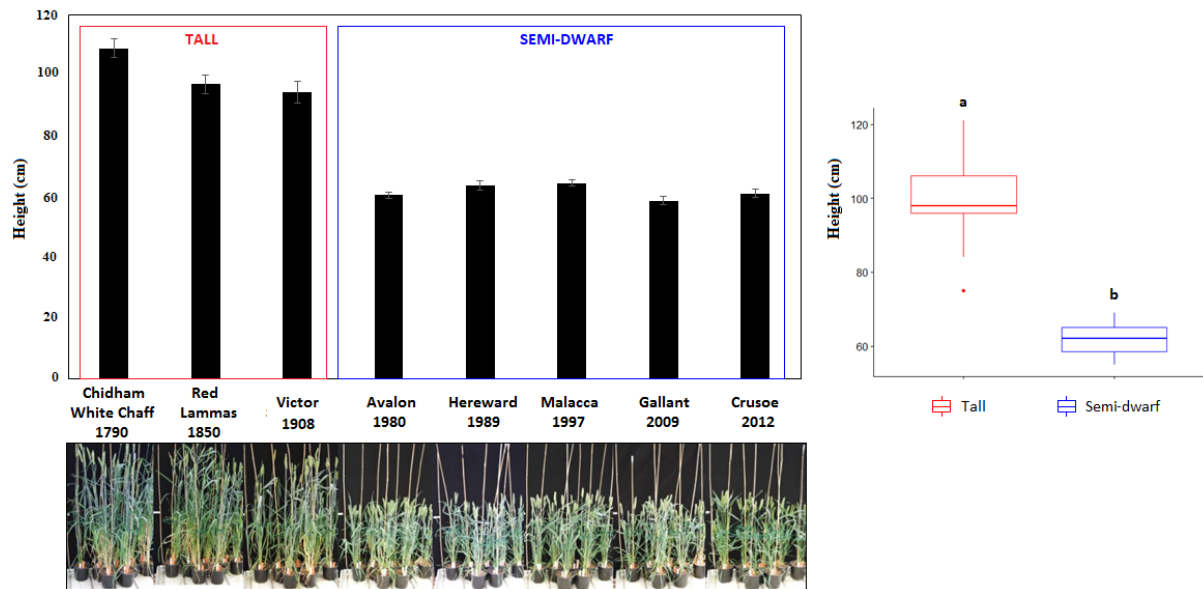 TALL
SEMI-DWARF
Height (cm)
120
100
80
60
40
20
0
Chidham
White Chaff
1790
Red
Lammas
1850
Victor
1908
Avalon
1980
Hereward
1989
Malacca
1997
Gallant
2009
Crusoe
2012
Height (cm)
120
100
80
60
a
b
Tall
Semi-dwarf